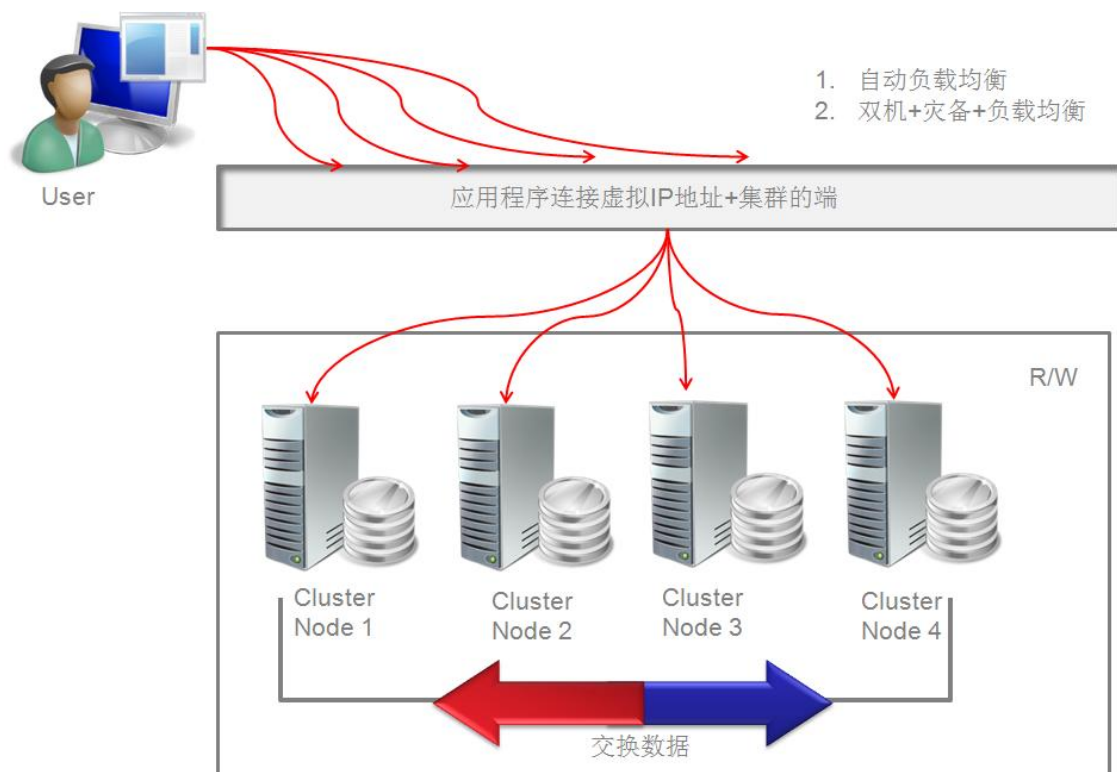 1. 自动负载均衡
2. 双机+灾备+负载均衡
User
应用程序连接虚拟IP地址+集群的端
R/W
Cluster
Node 1
Cluster
Node 2
Cluster
Node 3
Cluster
Node 4
交换数据